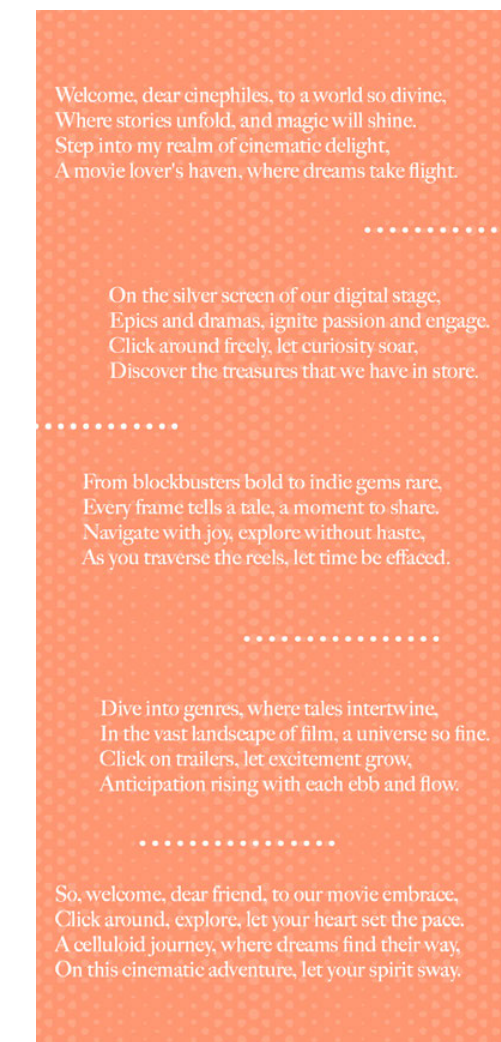 Welcome, dear cinephiles, to a world so divine,
Where stories unfold, and magic will shine.
Step into my realm of cinematic delight,
A movie lover's haven, where dreams take flight.
On the silver screen of our digital stage,
Epics and dramas, ignite passion and engage.
Click around freely, let curiosity soar,
Discover the treasures that we have in store.
From blockbusters bold to indie gems rare,
Every frame tells a tale, a moment to share.
Navigate with joy, explore without haste,
As you traverse the reels, let time be effaced.
Dive into genres, where tales intertwine,
In the vast landscape of film, a universe so fine.
Click on trailers, let excitement grow,
Anticipation rising with each ebb and flow.
So, welcome, dear friend, to our movie embrace,
Click around, explore, let your heart set the pace.
A celluloid journey, where dreams find their way,
On this cinematic adventure, let your spirit sway.